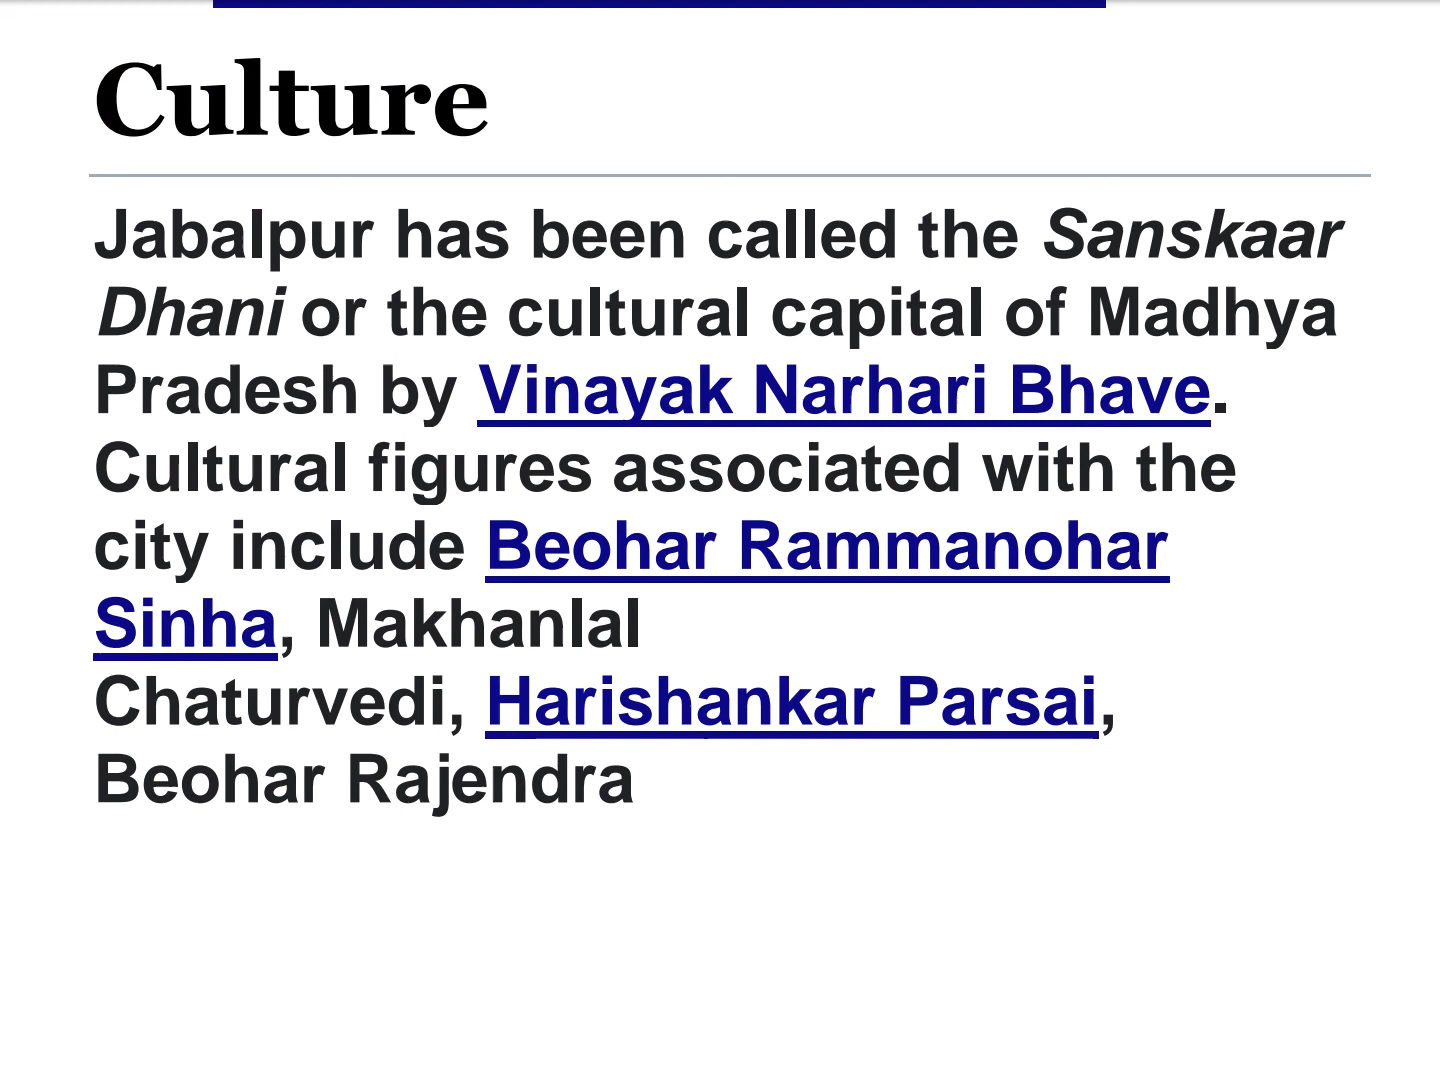 Culture
Jabalpur has been called the Sanskaar
Dhani or the cultural capital of Madhya
Pradesh by Vinayak Narhari Bhave.
Cultural figures associated with the
city include Beohar Rammanohar
Sinha, Makhanlal
Chaturvedi, Harishankar Parsai,
Beohar Rajendra